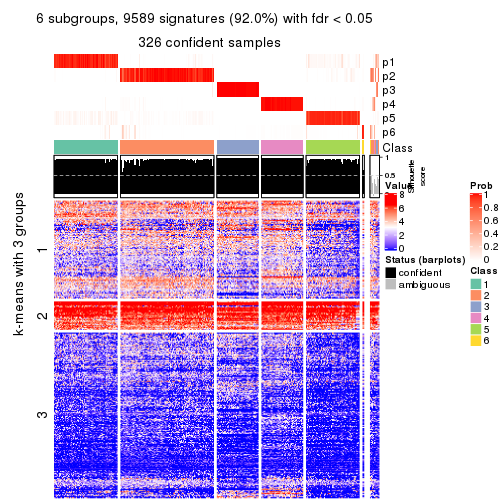 6 subgroups, 9589 signatures (92.0%) with fdr < 0.05
326 confident samples
p1
p2
p3
p4
p5
p6
Class
1
0.5
0
Silhouette
score
k-means with 3 groups
1
2
3
Value
8
6
4
2
0
Status (barplots)
confident
ambiguous
Prob
1
0.8
0.6
0.4
0.2
0
Class
1
2
3
4
5
6